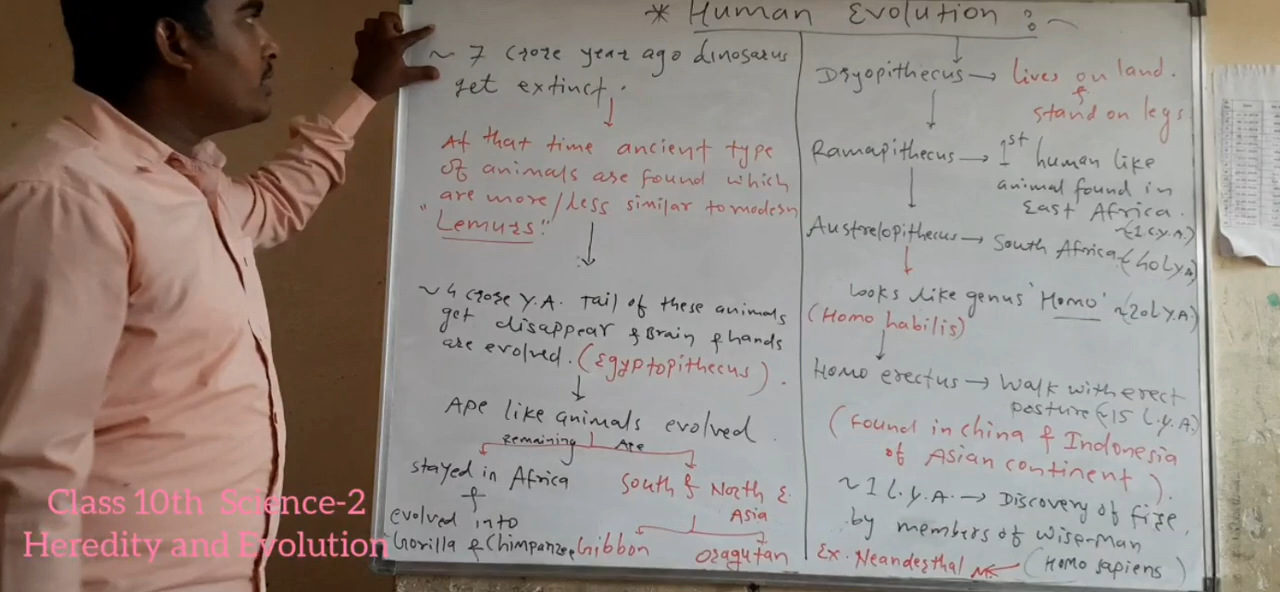 * Human Evolution :~
~ 7 crore year ago dinosarus
get extinct.
At that time ancient type
of animals are found which
are more/less similar to modern
"Lemurs".
~ 4 crore Y.A. Tail of these animals
get disappear & Brain & hands
are evolved. (Egyptopithecus).
Ape like animals evolved
remaining Ape
stayed in Africa
&
evolved into
Gorilla & Chimpanzee
South & North E.
Asia
Gibbon
Oragutan
Dryopithecus → lives on land.
&
stand on legs
Ramapithecus → 1st human like
animal found in
East Africa.
~(1.c.y.A.)
Austrelopithecus → South Africa ~(40 L y A)
looks like genus 'Homo' ~(20 L Y.A.)
(Homo habilis)
Homo erectus → Walk with erect
posture (~15 L.y.A.)
(Found in china & Indonesia
of Asian continent).
~ 1 L.y.A. → Discovery of fire,
by members of wise-man
Ex. Neanderthal
(Homo sapiens)
Class 10th Science-2
Heredity and Evolution